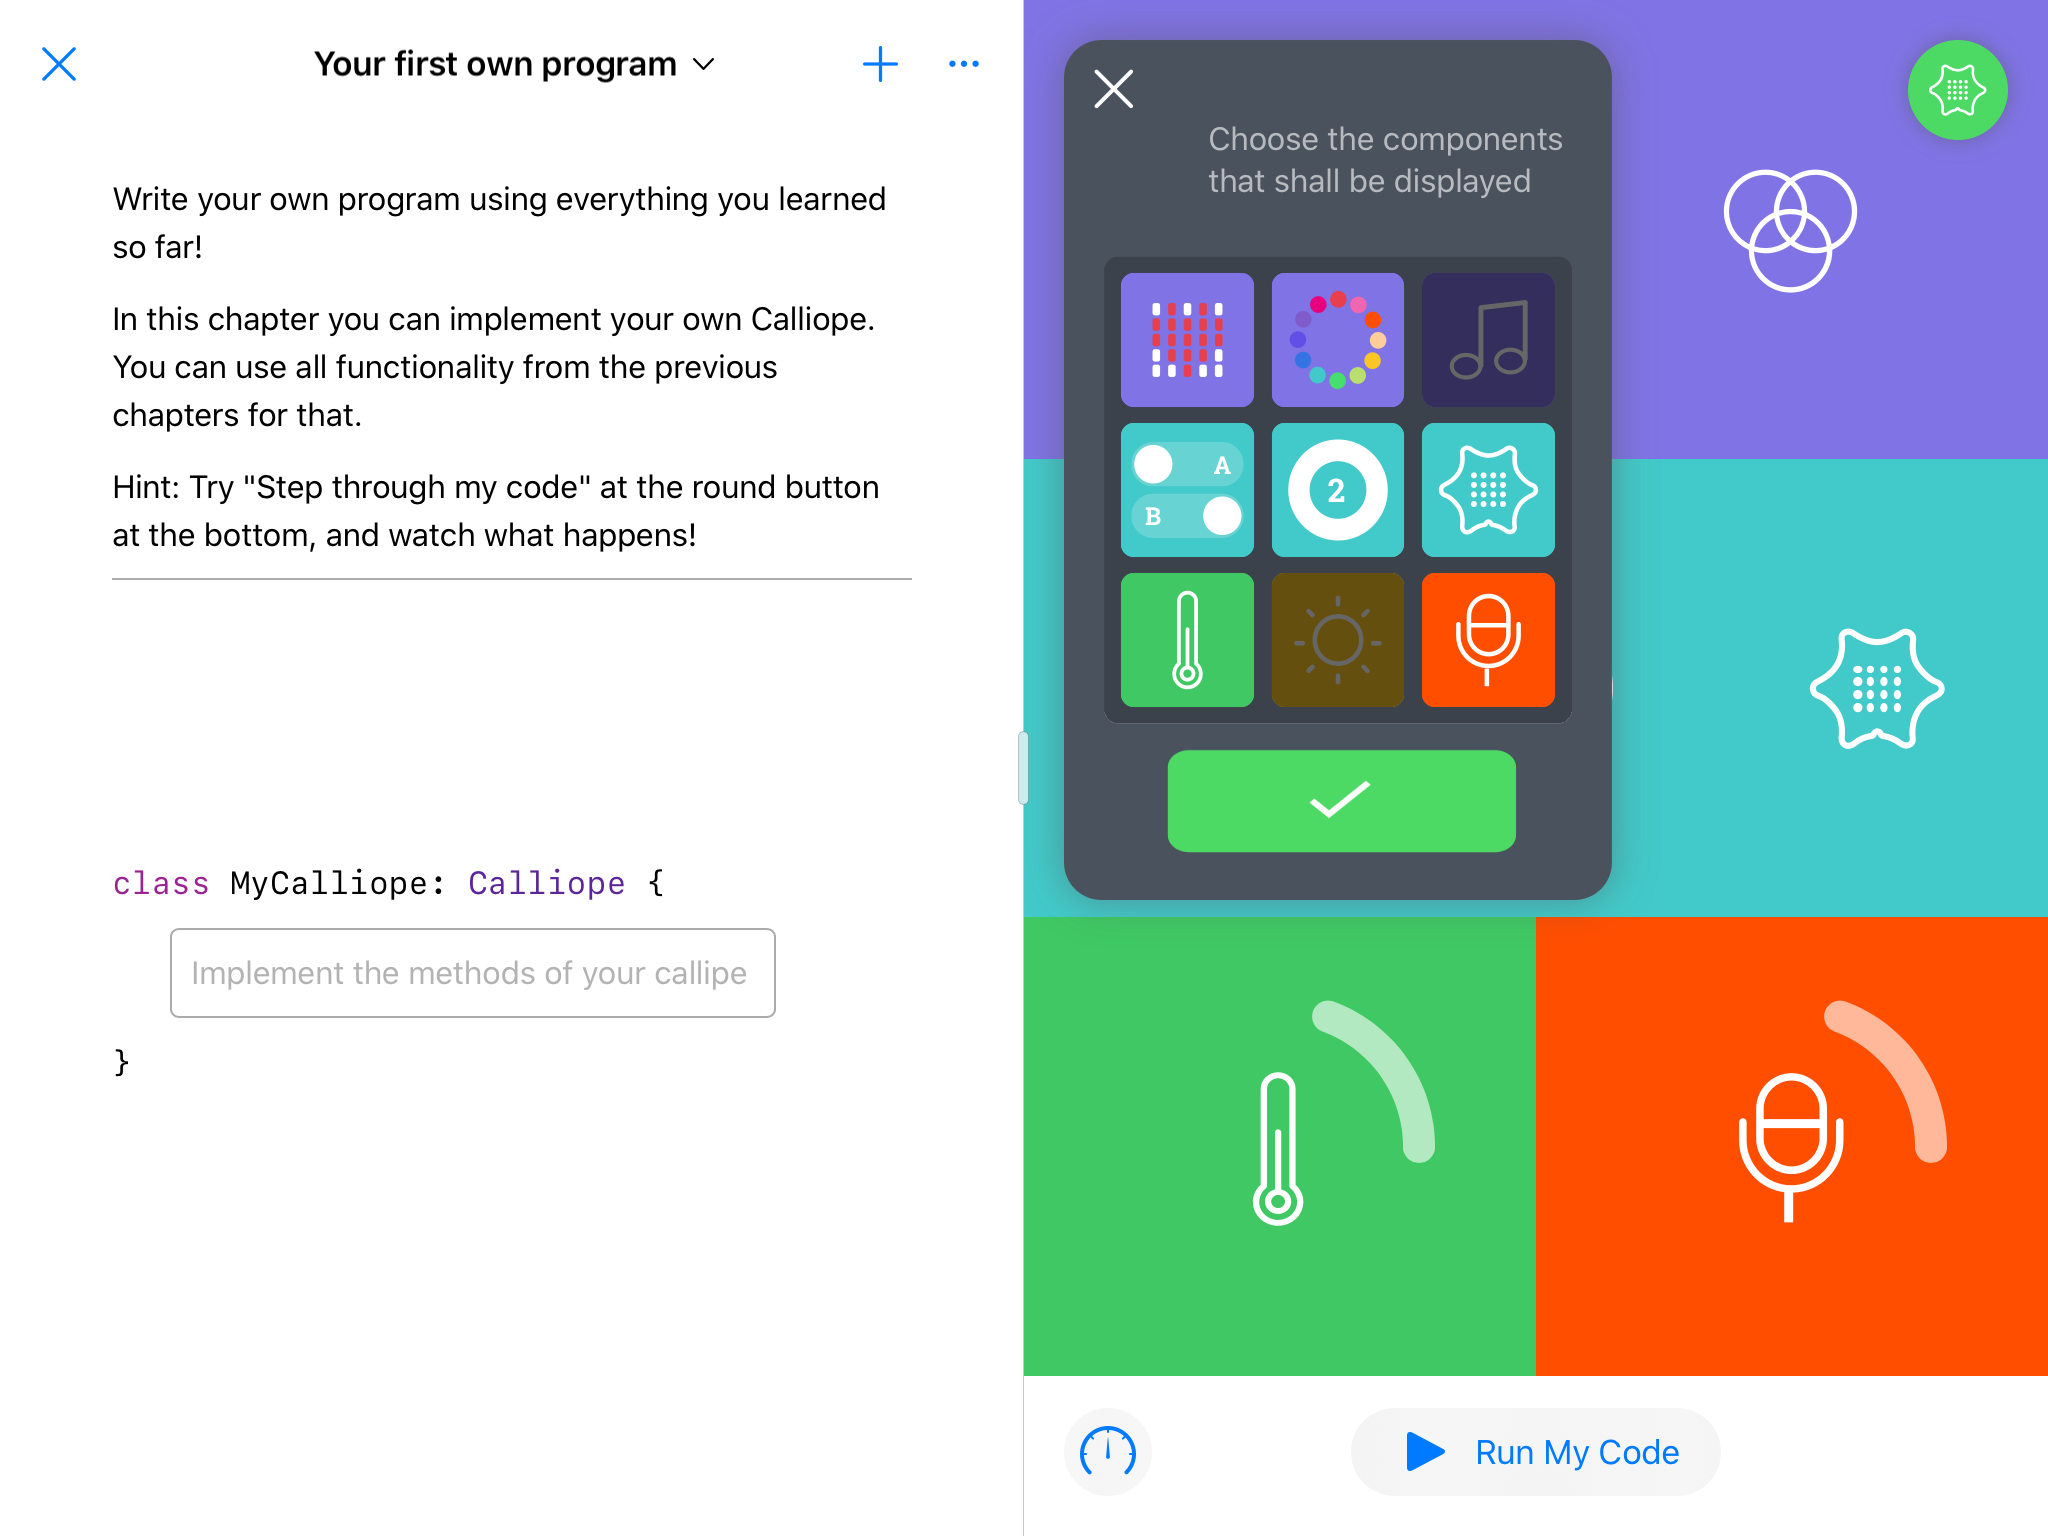 Your first own program
Write your own program using everything you learned
so far!
In this chapter you can implement your own Calliope.
You can use all functionality from the previous
chapters for that.
Hint: Try "Step through my code" at the round button
at the bottom, and watch what happens!
class MyCalliope: Calliope {
Implement the methods of your callipe
}
Choose the components
that shall be displayed
A
B
2
Run My Code